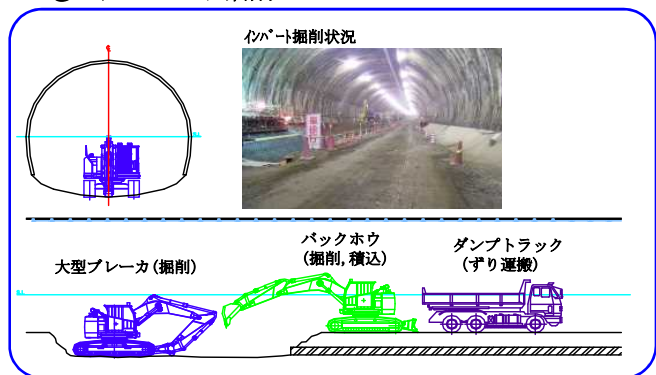 インバート掘削状況
S.L.
大型ブレーカ(掘削)
バックホウ
(掘削,積込)
ダンプトラック
(ずり運搬)
S.L.